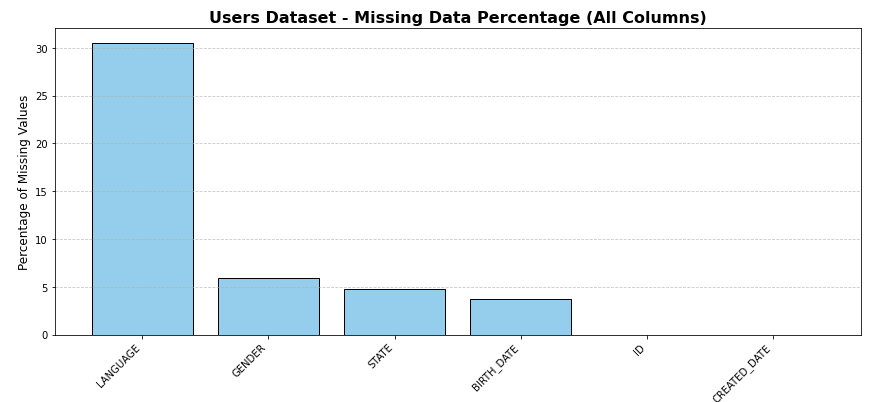 Users Dataset - Missing Data Percentage (All Columns)
Percentage of Missing Values
30
25
20
15
10
5
0
LANGUAGE
GENDER
STATE
BIRTH_DATE
ID
CREATED_DATE